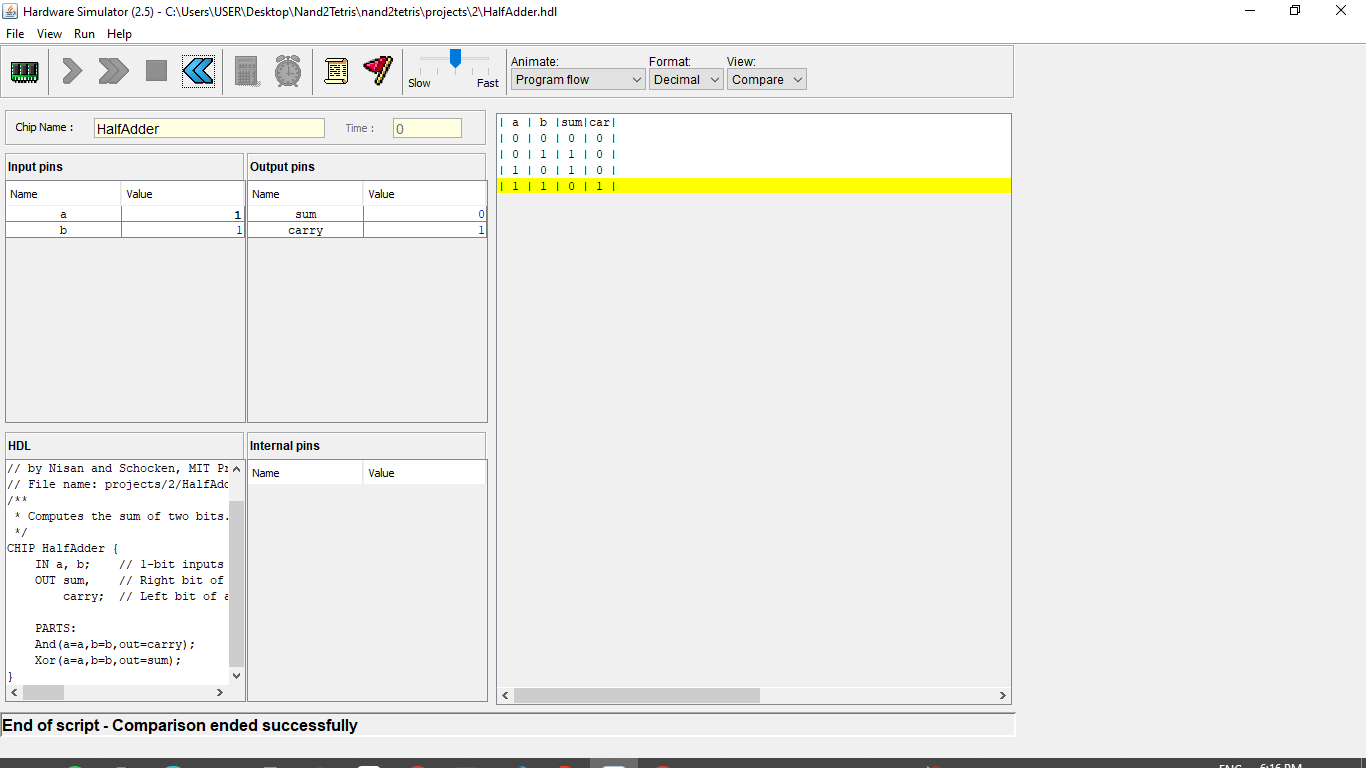 Hardware Simulator (2.5) - C:\Users\USER\Desktop\Nand2Tetris\nand2tetris\projects\2\HalfAdder.hdl
File View Run Help
Slow Fast
Animate: Format: View:
Program flow Decimal Compare
Chip Name : HalfAdder Time : 0
Input pins
Name Value
a 1
b 1
Output pins
Name Value
sum 0
carry 1
| a | b |sum|car|
| 0 | 0 | 0 | 0 |
| 0 | 1 | 1 | 0 |
| 1 | 0 | 1 | 0 |
| 1 | 1 | 0 | 1 |
HDL
// by Nisan and Schocken, MIT Pr
// File name: projects/2/HalfAdd
/**
 * Computes the sum of two bits.
 */
CHIP HalfAdder {
    IN a, b;    // 1-bit inputs
    OUT sum,    // Right bit of
        carry;  // Left bit of a
    PARTS:
    And(a=a,b=b,out=carry);
    Xor(a=a,b=b,out=sum);
}
Internal pins
Name Value
End of script - Comparison ended successfully
ENG 6:16 PM